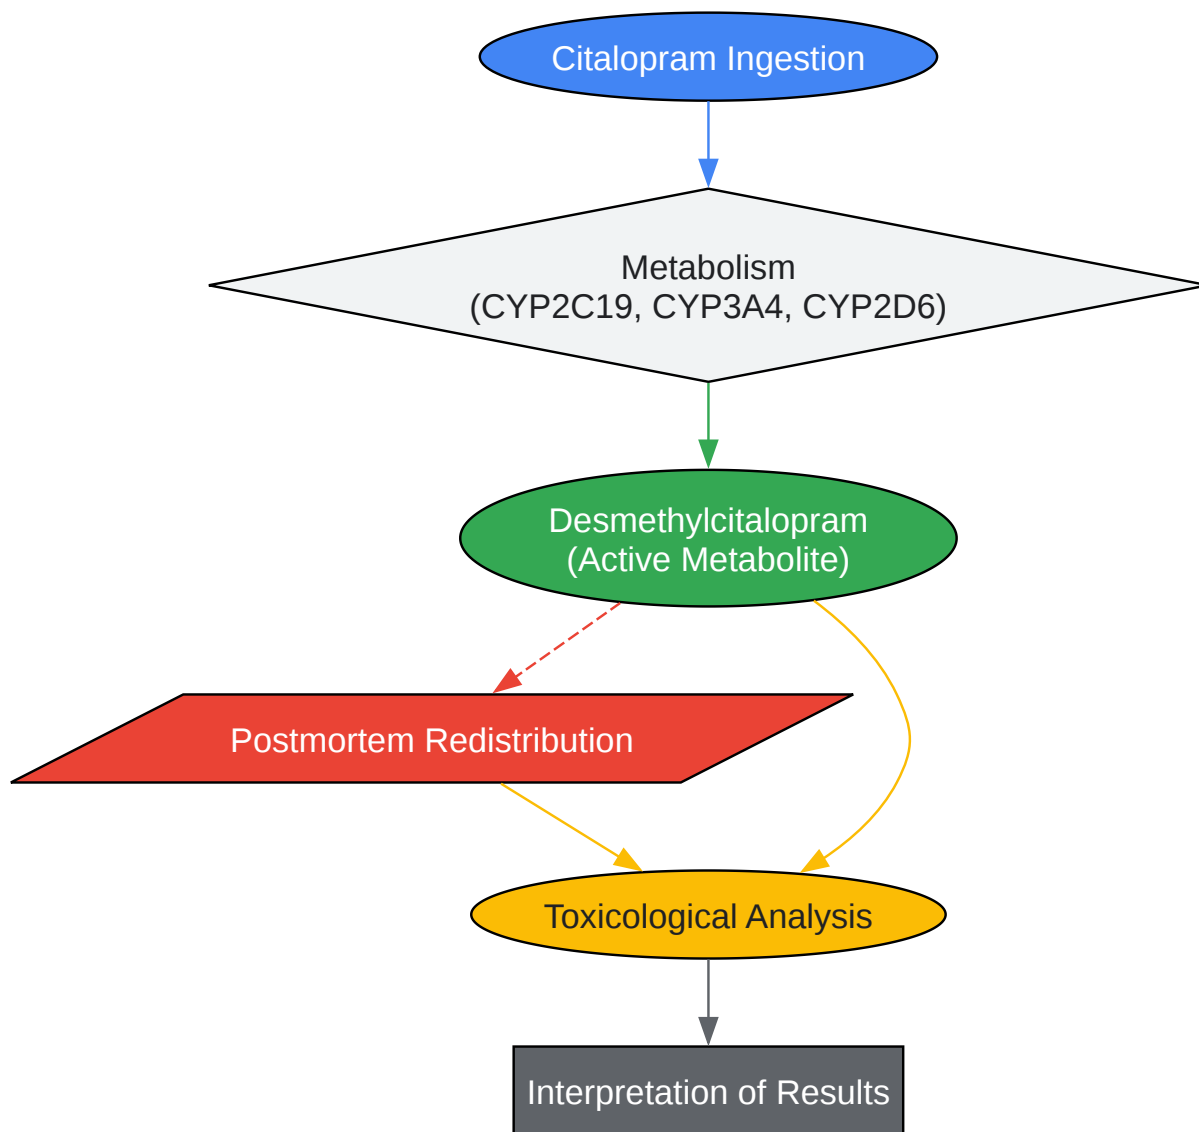 Citalopram Ingestion
Metabolism
(CYP2C19, CYP3A4, CYP2D6)
Desmethylcitalopram
(Active Metabolite)
Postmortem Redistribution
Toxicological Analysis
Interpretation of Results